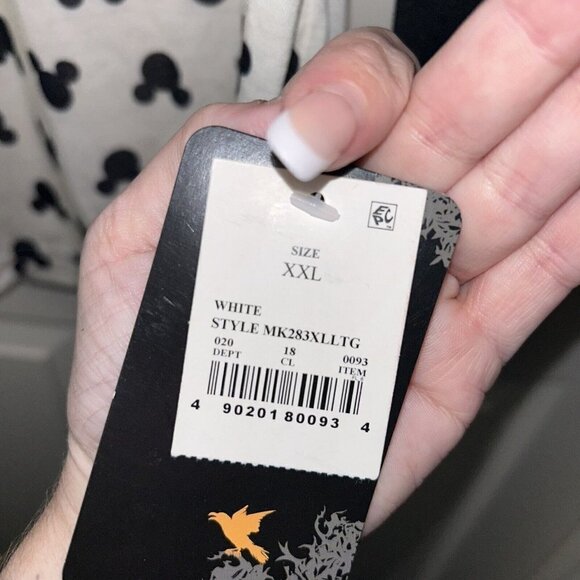 SIZE
XXL
WHITE
STYLE MK283XLLTG
020 18 0093
DEPT CL ITEM
4 90201 80093 4